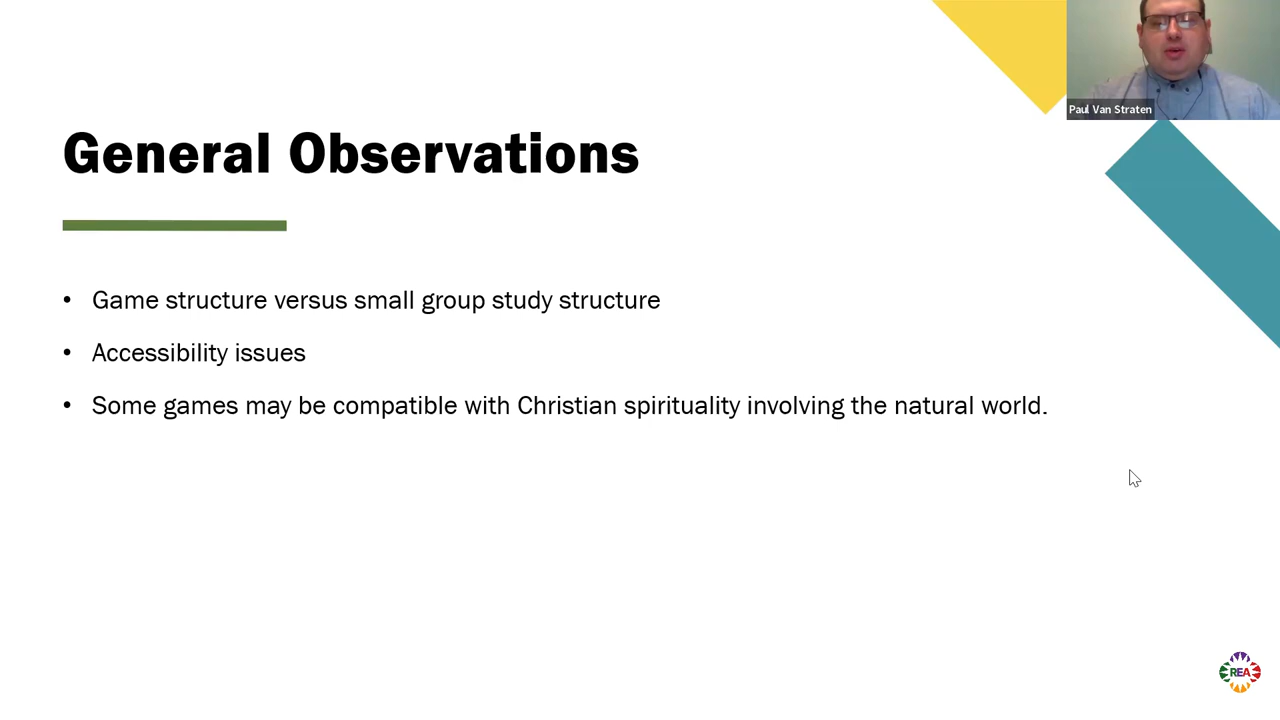 Paul Van Straten
General Observations
• Game structure versus small group study structure
• Accessibility issues
• Some games may be compatible with Christian spirituality involving the natural world.
REA